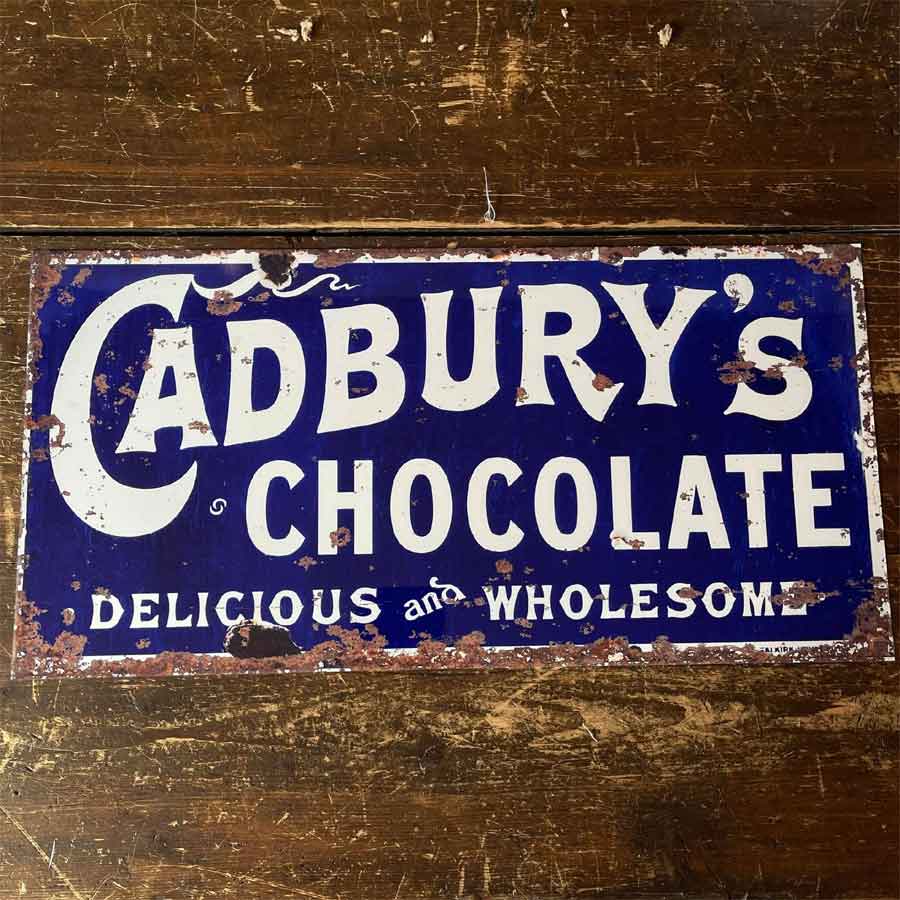 CADBURY'S
CHOCOLATE
DELICIOUS and WHOLESOME